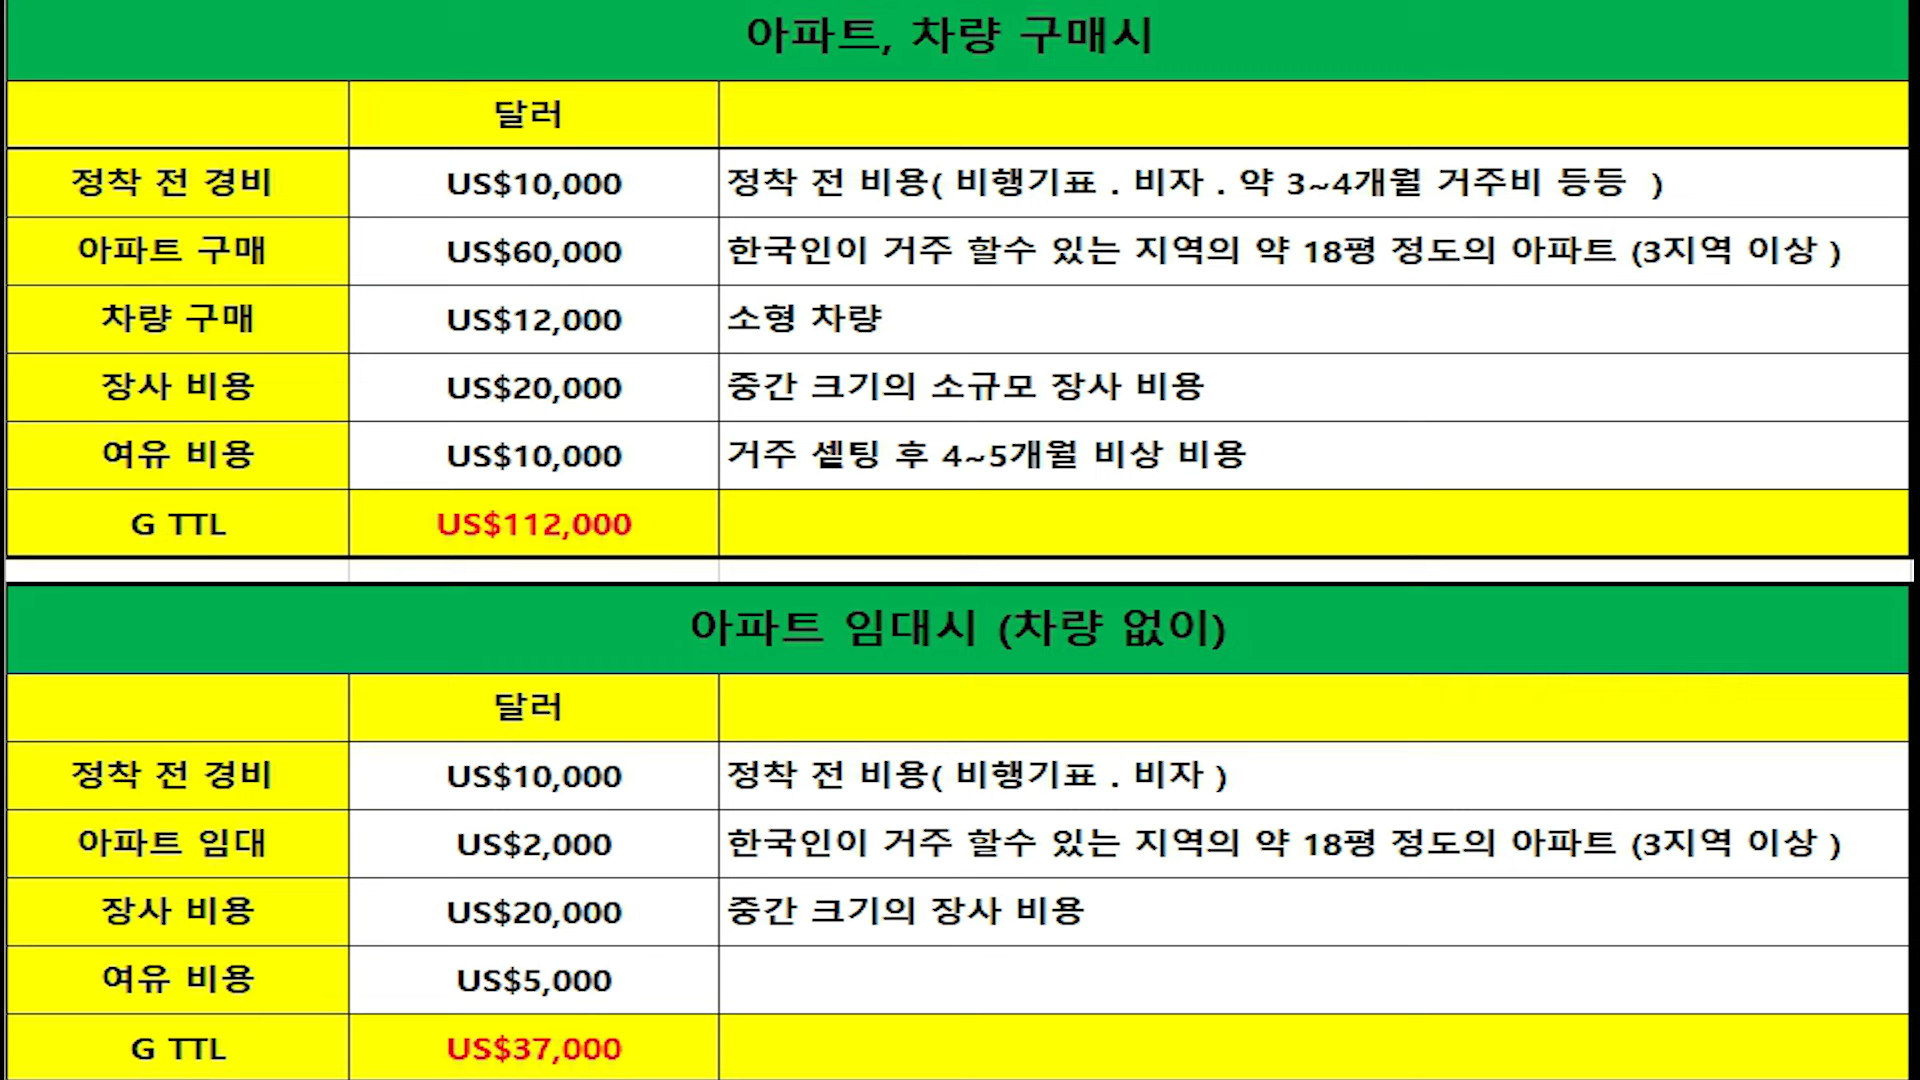 아파트, 차량 구매시
달러
정착 전 경비 US$10,000 정착 전 비용( 비행기표 . 비자 . 약 3~4개월 거주비 등등 )
아파트 구매 US$60,000 한국인이 거주 할수 있는 지역의 약 18평 정도의 아파트 (3지역 이상 )
차량 구매 US$12,000 소형 차량
장사 비용 US$20,000 중간 크기의 소규모 장사 비용
여유 비용 US$10,000 거주 셑팅 후 4~5개월 비상 비용
G TTL US$112,000
아파트 임대시 (차량 없이)
달러
정착 전 경비 US$10,000 정착 전 비용( 비행기표 . 비자 )
아파트 임대 US$2,000 한국인이 거주 할수 있는 지역의 약 18평 정도의 아파트 (3지역 이상 )
장사 비용 US$20,000 중간 크기의 장사 비용
여유 비용 US$5,000
G TTL US$37,000